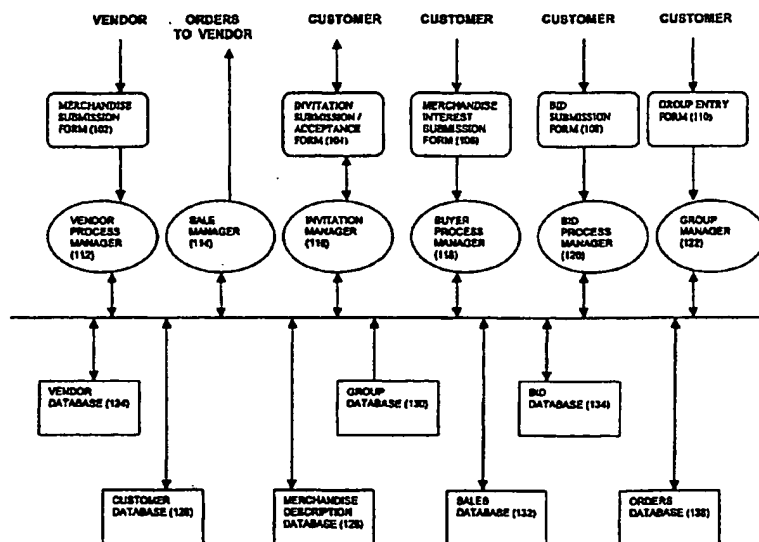 VENDOR
ORDERS
TO VENDOR
CUSTOMER
CUSTOMER
CUSTOMER
CUSTOMER
MERCHANDISE
SUBMISSION
FORM (102)
INVITATION
SUBMISSION /
ACCEPTANCE
FORM (104)
MERCHANDISE
INTEREST
SUBMISSION
FORM (106)
BID
SUBMISSION
FORM (108)
GROUP ENTRY
FORM (110)
VENDOR
PROCESS
MANAGER
(112)
SALE
MANAGER
(114)
INVITATION
MANAGER
(116)
BUYER
PROCESS
MANAGER
(118)
BID
PROCESS
MANAGER
(120)
GROUP
MANAGER
(122)
VENDOR
DATABASE (124)
GROUP
DATABASE (130)
BID
DATABASE (134)
CUSTOMER
DATABASE (126)
MERCHANDISE
DESCRIPTION
DATABASE (128)
SALES
DATABASE (132)
ORDERS
DATABASE (138)